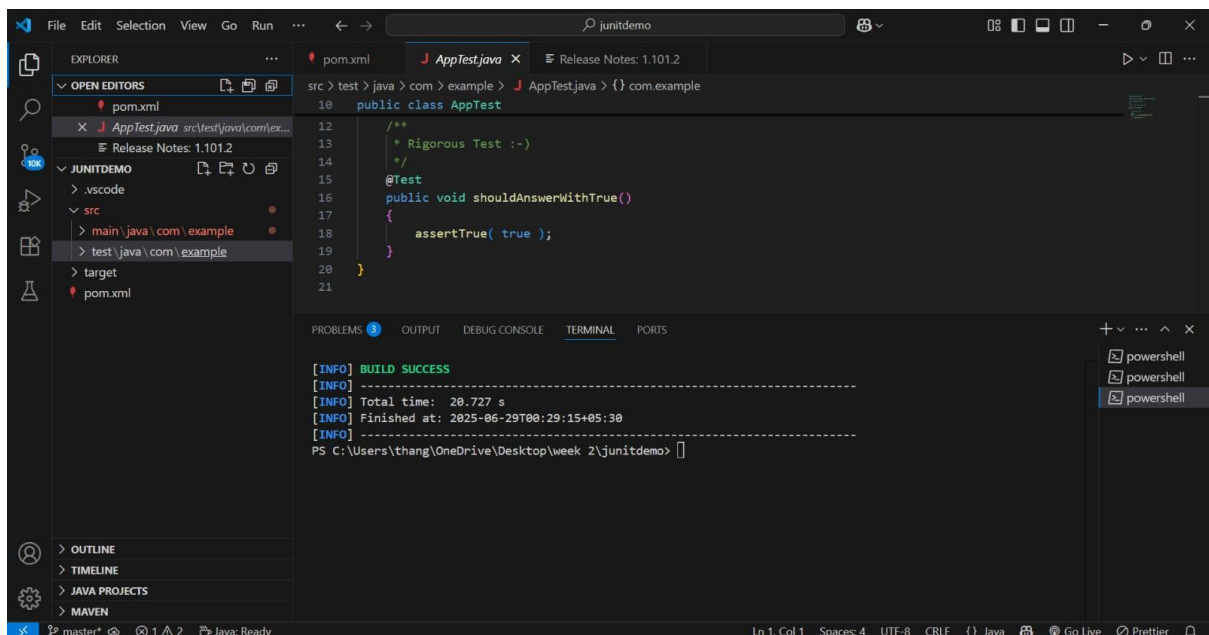 File Edit Selection View Go Run ··· junitdemo
EXPLORER ···
OPEN EDITORS
pom.xml
AppTest.java src\test\java\com\ex...
Release Notes: 1.101.2
10K
JUNITDEMO
.vscode
src
main\java\com\example
test\java\com\example
target
pom.xml
OUTLINE
TIMELINE
JAVA PROJECTS
MAVEN
pom.xml J AppTest.java Release Notes: 1.101.2
src > test > java > com > example > J AppTest.java > {} com.example
10 public class AppTest
12 /**
13 * Rigorous Test :-)
14 */
15 @Test
16 public void shouldAnswerWithTrue()
17 {
18 assertTrue( true );
19 }
20 }
21
PROBLEMS 3 OUTPUT DEBUG CONSOLE TERMINAL PORTS
[INFO] BUILD SUCCESS
[INFO] ------------------------------------------------------------------------
[INFO] Total time: 20.727 s
[INFO] Finished at: 2025-06-29T00:29:15+05:30
[INFO] ------------------------------------------------------------------------
PS C:\Users\thang\OneDrive\Desktop\week 2\junitdemo>
powershell
powershell
powershell
master* 1 2 Java: Ready Ln 1, Col 1 Spaces: 4 UTF-8 CRLF {} Java Go Live Prettier